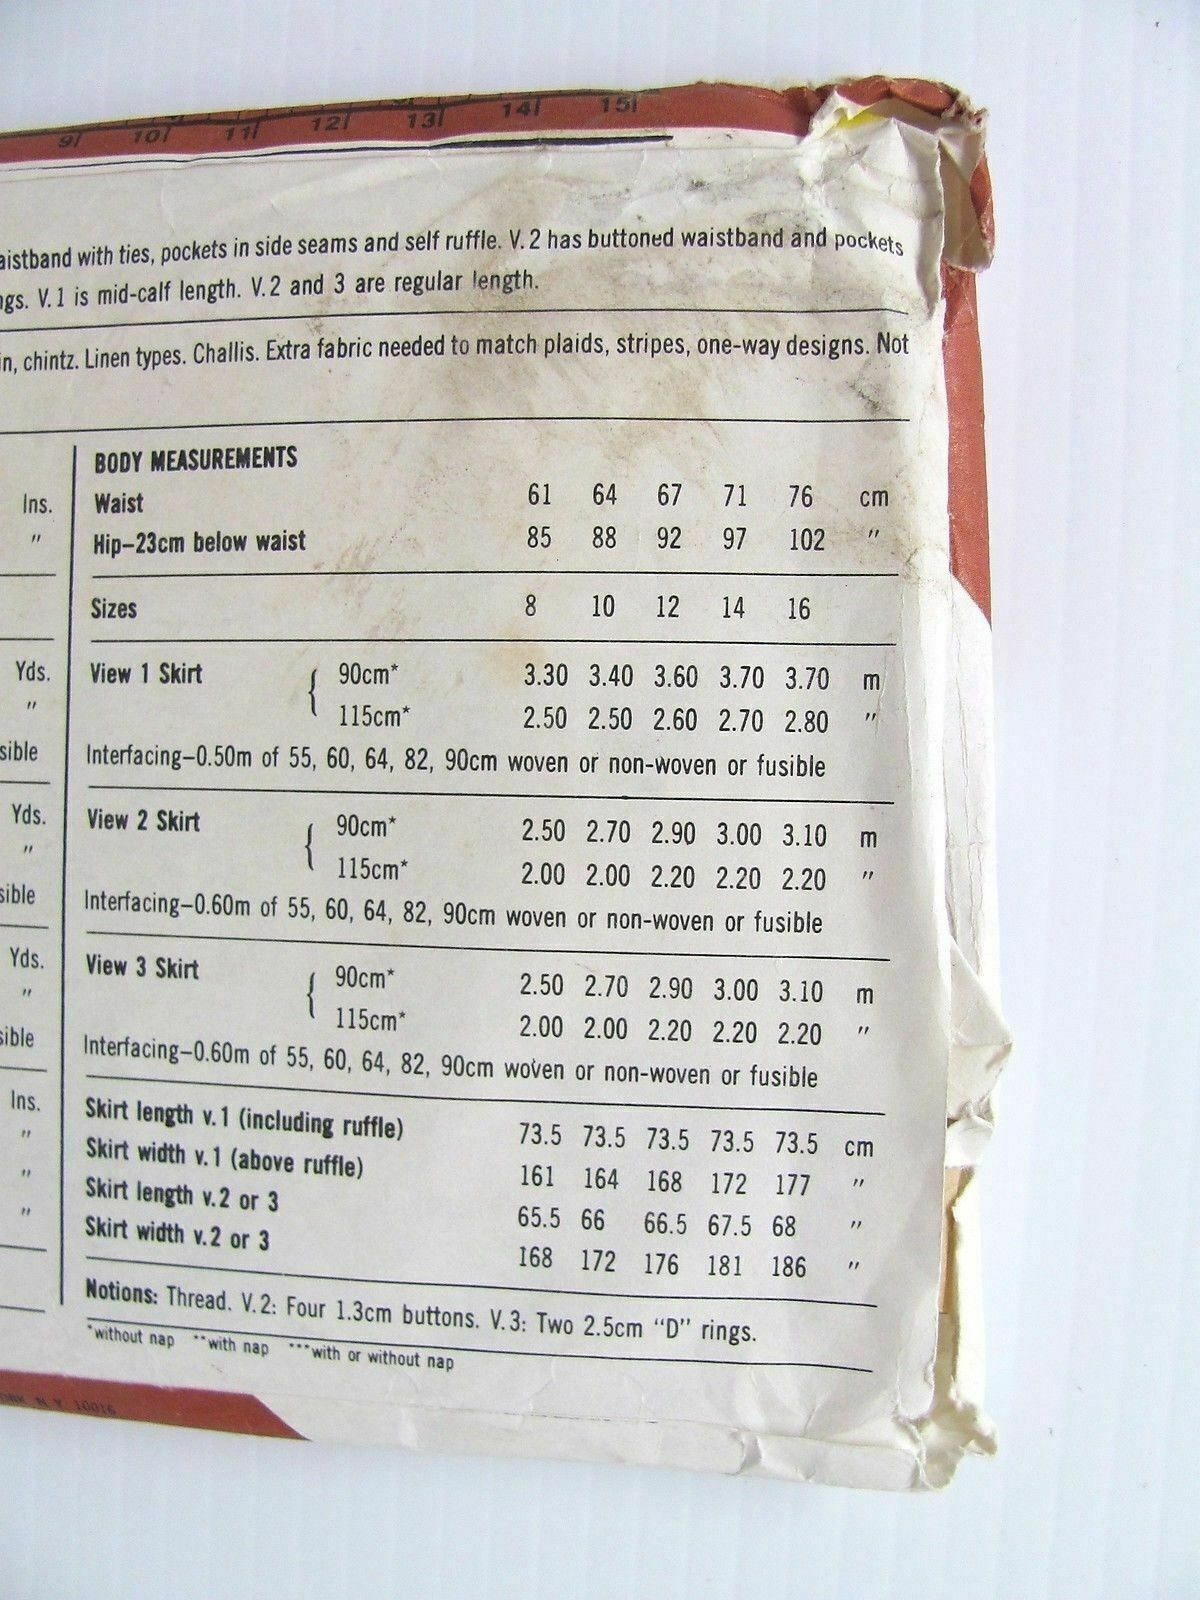 9 10 11 12 13 14 15
waistband with ties, pockets in side seams and self ruffle. V. 2 has buttoned waistband and pockets
ngs. V. 1 is mid-calf length. V. 2 and 3 are regular length.
in, chintz. Linen types. Challis. Extra fabric needed to match plaids, stripes, one-way designs. Not
Ins.
"
Yds.
"
sible
Yds.
"
sible
Yds.
"
sible
Ins.
"
"
"
BODY MEASUREMENTS
Waist 61 64 67 71 76 cm
Hip–23cm below waist 85 88 92 97 102 "
Sizes 8 10 12 14 16
View 1 Skirt { 90cm* 3.30 3.40 3.60 3.70 3.70 m
115cm* 2.50 2.50 2.60 2.70 2.80 "
Interfacing–0.50m of 55, 60, 64, 82, 90cm woven or non-woven or fusible
View 2 Skirt { 90cm* 2.50 2.70 2.90 3.00 3.10 m
115cm* 2.00 2.00 2.20 2.20 2.20 "
Interfacing–0.60m of 55, 60, 64, 82, 90cm woven or non-woven or fusible
View 3 Skirt { 90cm* 2.50 2.70 2.90 3.00 3.10 m
115cm* 2.00 2.00 2.20 2.20 2.20 "
Interfacing–0.60m of 55, 60, 64, 82, 90cm woven or non-woven or fusible
Skirt length v. 1 (including ruffle) 73.5 73.5 73.5 73.5 73.5 cm
Skirt width v. 1 (above ruffle) 161 164 168 172 177 "
Skirt length v. 2 or 3 65.5 66 66.5 67.5 68 "
Skirt width v. 2 or 3 168 172 176 181 186 "
Notions: Thread. V. 2: Four 1.3cm buttons. V. 3: Two 2.5cm "D" rings.
*without nap **with nap ***with or without nap
N. Y. 10016